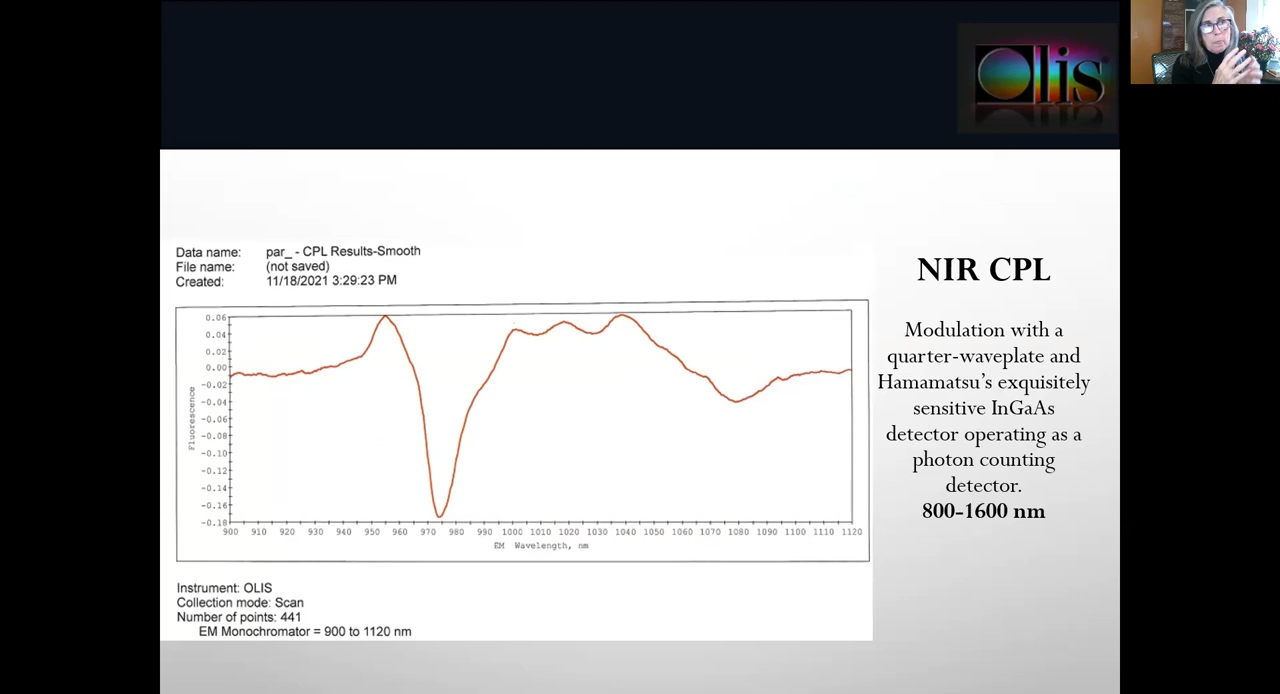 Olis
Data name: par_ - CPL Results-Smooth
File name: (not saved)
Created: 11/18/2021 3:29:23 PM
0.06
0.04
0.02
0.00
-0.02
-0.04
-0.06
-0.08
-0.10
-0.12
-0.14
-0.16
-0.18
Fluorescence
900 910 920 930 940 950 960 970 980 990 1000 1010 1020 1030 1040 1050 1060 1070 1080 1090 1100 1110 1120
EM Wavelength, nm
Instrument: OLIS
Collection mode: Scan
Number of points: 441
EM Monochromator = 900 to 1120 nm
NIR CPL
Modulation with a
quarter-waveplate and
Hamamatsu’s exquisitely
sensitive InGaAs
detector operating as a
photon counting
detector.
800-1600 nm